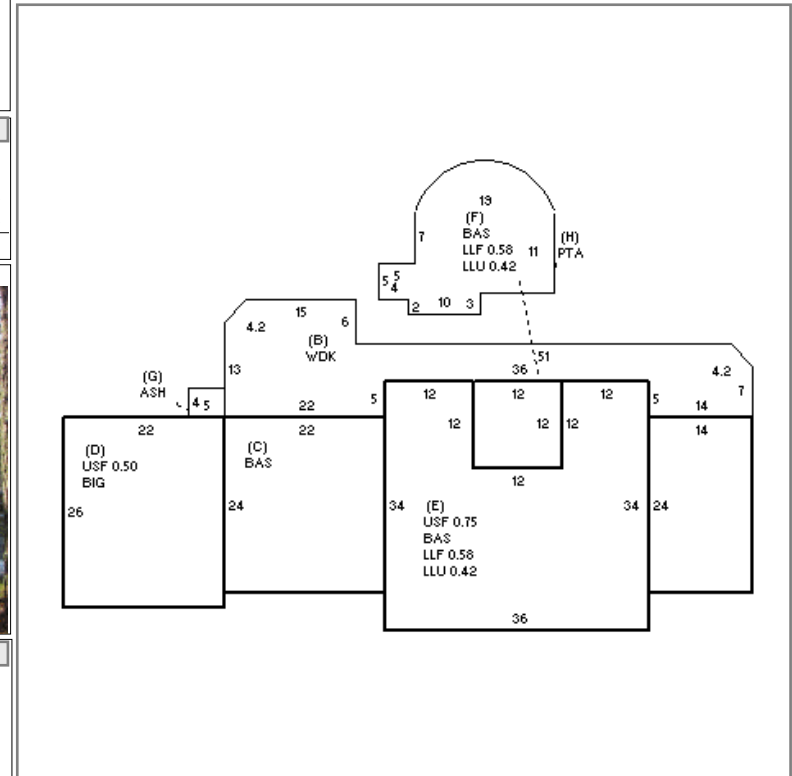 19
(F)
BAS
LLF 0.58
LLU 0.42
7
11
(H)
PTA
5 5
4
2 10 3
15
4.2
6
(B)
WDK
13
51
36
4.2
7
(G)
ASH
4 5
22
5
12 12 12
5
14
22
22
14
12 12 12
(D)
USF 0.50
BIG
(C)
BAS
12
26
24
34
(E)
USF 0.75
BAS
LLF 0.58
LLU 0.42
34 24
36